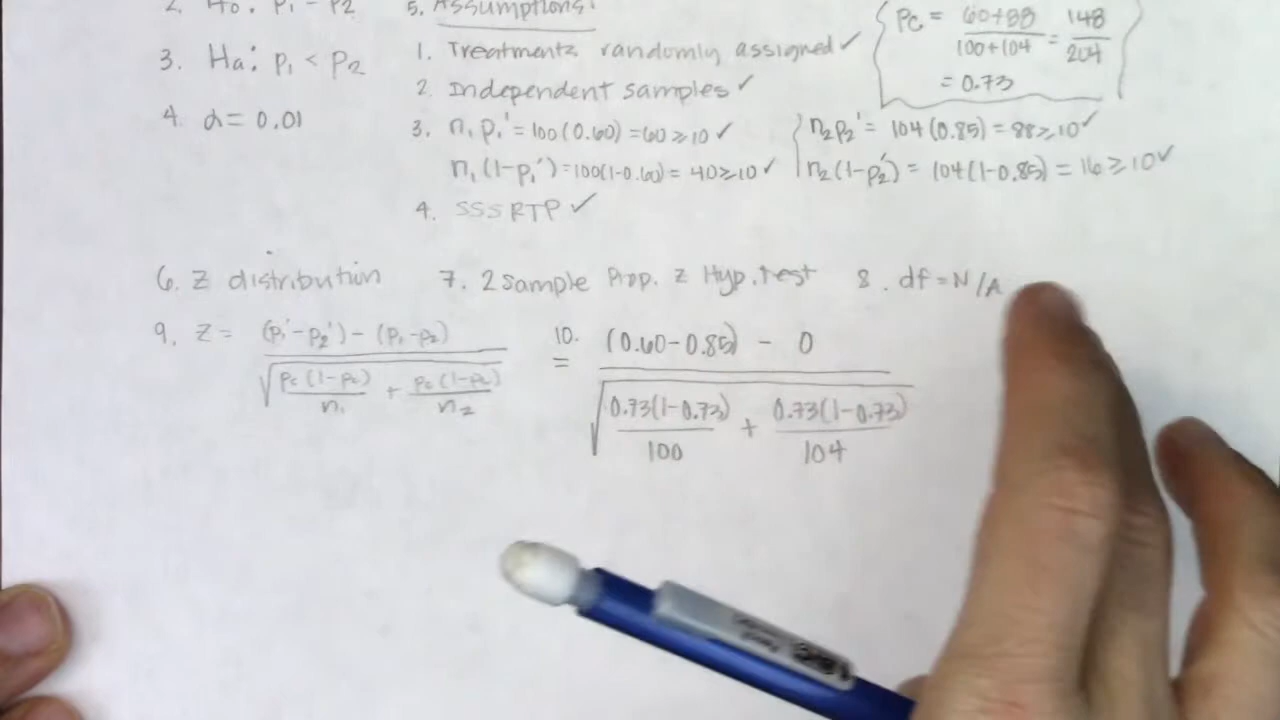 2. Ho: p₁ = p₂
3. Ha: p₁ < p₂
4. α = 0.01
5. Assumptions:
1. Treatments randomly assigned ✓
2. Independent samples ✓
3. n₁p₁' = 100(0.60) = 60 ≥ 10 ✓
n₁(1-p₁') = 100(1-0.60) = 40 ≥ 10 ✓
4. SSSRTP ✓
Pc = (60+88)/(100+104) = 148/204
= 0.73
n₂p₂' = 104(0.85) = 88 ≥ 10 ✓
n₂(1-p₂') = 104(1-0.85) = 16 ≥ 10 ✓
6. Z distribution 7. 2 Sample Prop. z Hyp. test 8. df = N/A
9. Z = ((p₁'-p₂') - (p₁-p₂)) / √(pc(1-pc)/n₁ + pc(1-pc)/n₂)
10. = ((0.60-0.85) - 0) / √(0.73(1-0.73)/100 + 0.73(1-0.73)/104)